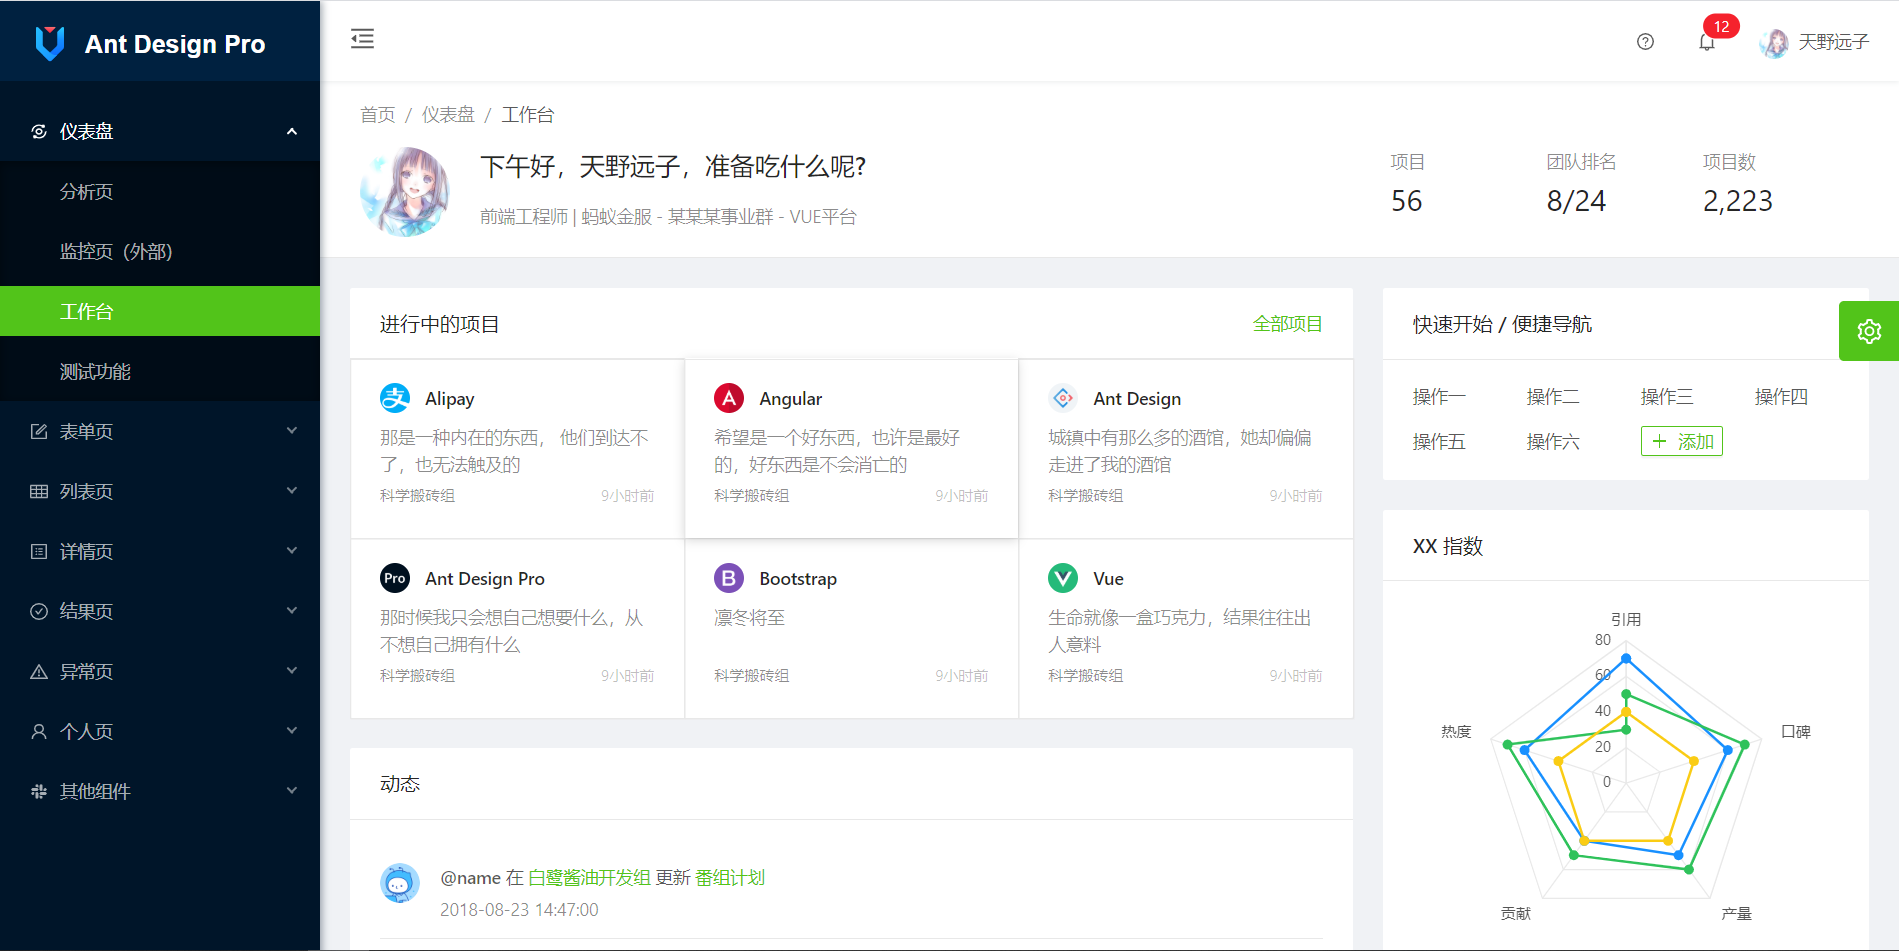 Ant Design Pro
仪表盘
分析页
监控页（外部）
工作台
测试功能
表单页
列表页
详情页
结果页
异常页
个人页
其他组件
12
天野远子
首页 / 仪表盘 / 工作台
下午好，天野远子，准备吃什么呢?
前端工程师 | 蚂蚁金服 - 某某某事业群 - VUE平台
项目
56
团队排名
8/24
项目数
2,223
进行中的项目
全部项目
支
Alipay
那是一种内在的东西， 他们到达不
了，也无法触及的
科学搬砖组
9小时前
A
Angular
希望是一个好东西，也许是最好
的，好东西是不会消亡的
科学搬砖组
9小时前
Ant Design
城镇中有那么多的酒馆，她却偏偏
走进了我的酒馆
科学搬砖组
9小时前
Pro
Ant Design Pro
那时候我只会想自己想要什么，从
不想自己拥有什么
科学搬砖组
9小时前
B
Bootstrap
凛冬将至
科学搬砖组
9小时前
Vue
生命就像一盒巧克力，结果往往出
人意料
科学搬砖组
9小时前
动态
@name 在 白鹭酱油开发组 更新 番组计划
2018-08-23 14:47:00
快速开始 / 便捷导航
操作一
操作二
操作三
操作四
操作五
操作六
添加
XX 指数
引用
80
60
40
20
0
热度
口碑
贡献
产量